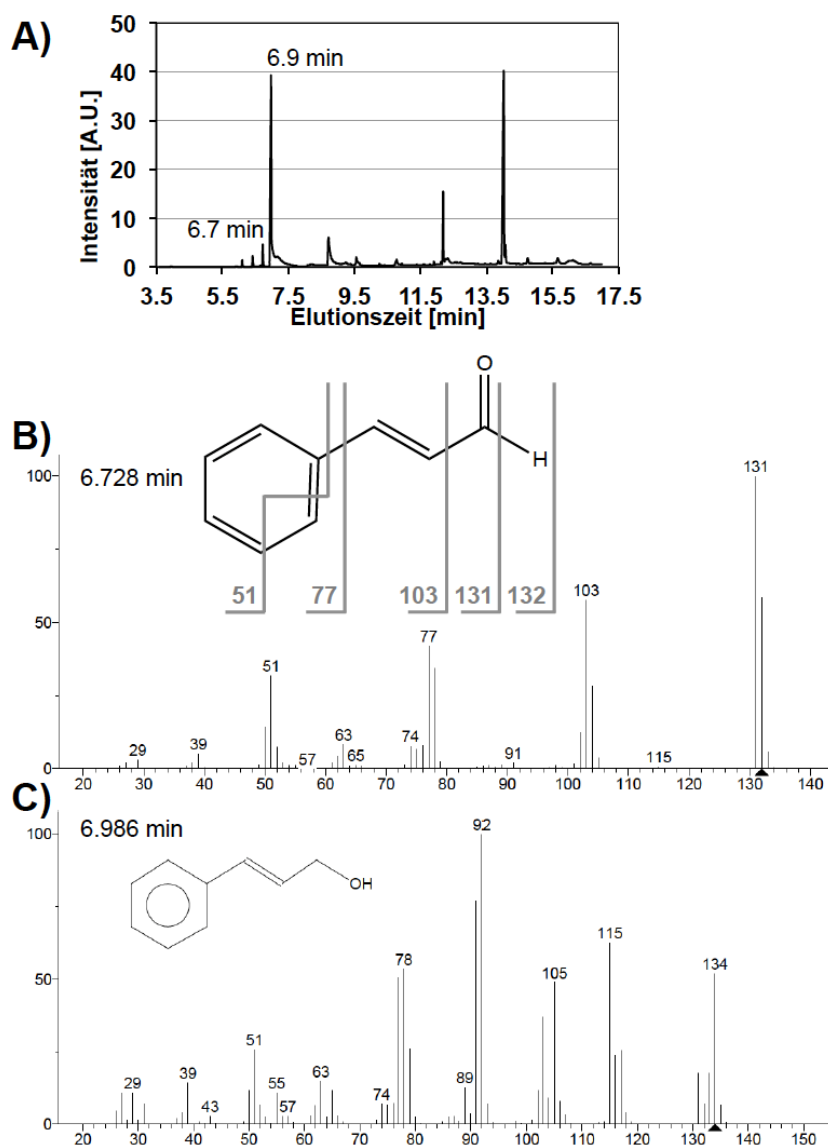 A)
50
40
30
20
10
0
Intensität [A.U.]
6.9 min
6.7 min
3.5 5.5 7.5 9.5 11.5 13.5 15.5 17.5
Elutionszeit [min]
B)
6.728 min
O
H
51 77 103 131 132
100
50
0
29 39 51 57 63 65 74 77 91 103 115 131
20 30 40 50 60 70 80 90 100 110 120 130 140
C)
6.986 min
OH
100
50
0
29 39 43 51 55 57 63 74 78 89 92 105 115 134
20 30 40 50 60 70 80 90 100 110 120 130 140 150